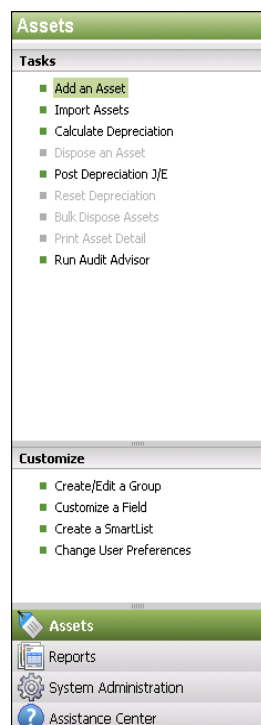 Assets
Tasks
Add an Asset
Import Assets
Calculate Depreciation
Dispose an Asset
Post Depreciation J/E
Reset Depreciation
Bulk Dispose Assets
Print Asset Detail
Run Audit Advisor
Customize
Create/Edit a Group
Customize a Field
Create a SmartList
Change User Preferences
Assets
Reports
System Administration
Assistance Center